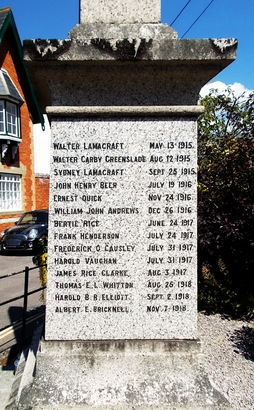 WALTER LAMACRAFT MAY 13 1915.
WALTER CARBY GREENSLADE AUG 12 1915.
SYDNEY LAMACRAFT SEPT 25 1915.
JOHN HENRY BEER JULY 19 1916
ERNEST QUICK NOV 24 1916.
WILLIAM JOHN ANDREWS DEC 26 1916
BERTIE RICE JUNE 24 1917
FRANK HENDERSON JULY 24 1917
FREDERICK O CAUSLEY JULY 31 1917
HAROLD VAUGHAN JULY 31 1917
JAMES RICE CLARKE AUG 3 1917
THOMAS E.L. WHITTON AUG 25 1918
HAROLD B.R. ELLIOTT SEPT 2 1918
ALBERT E. BRICKNELL NOV 7 1918